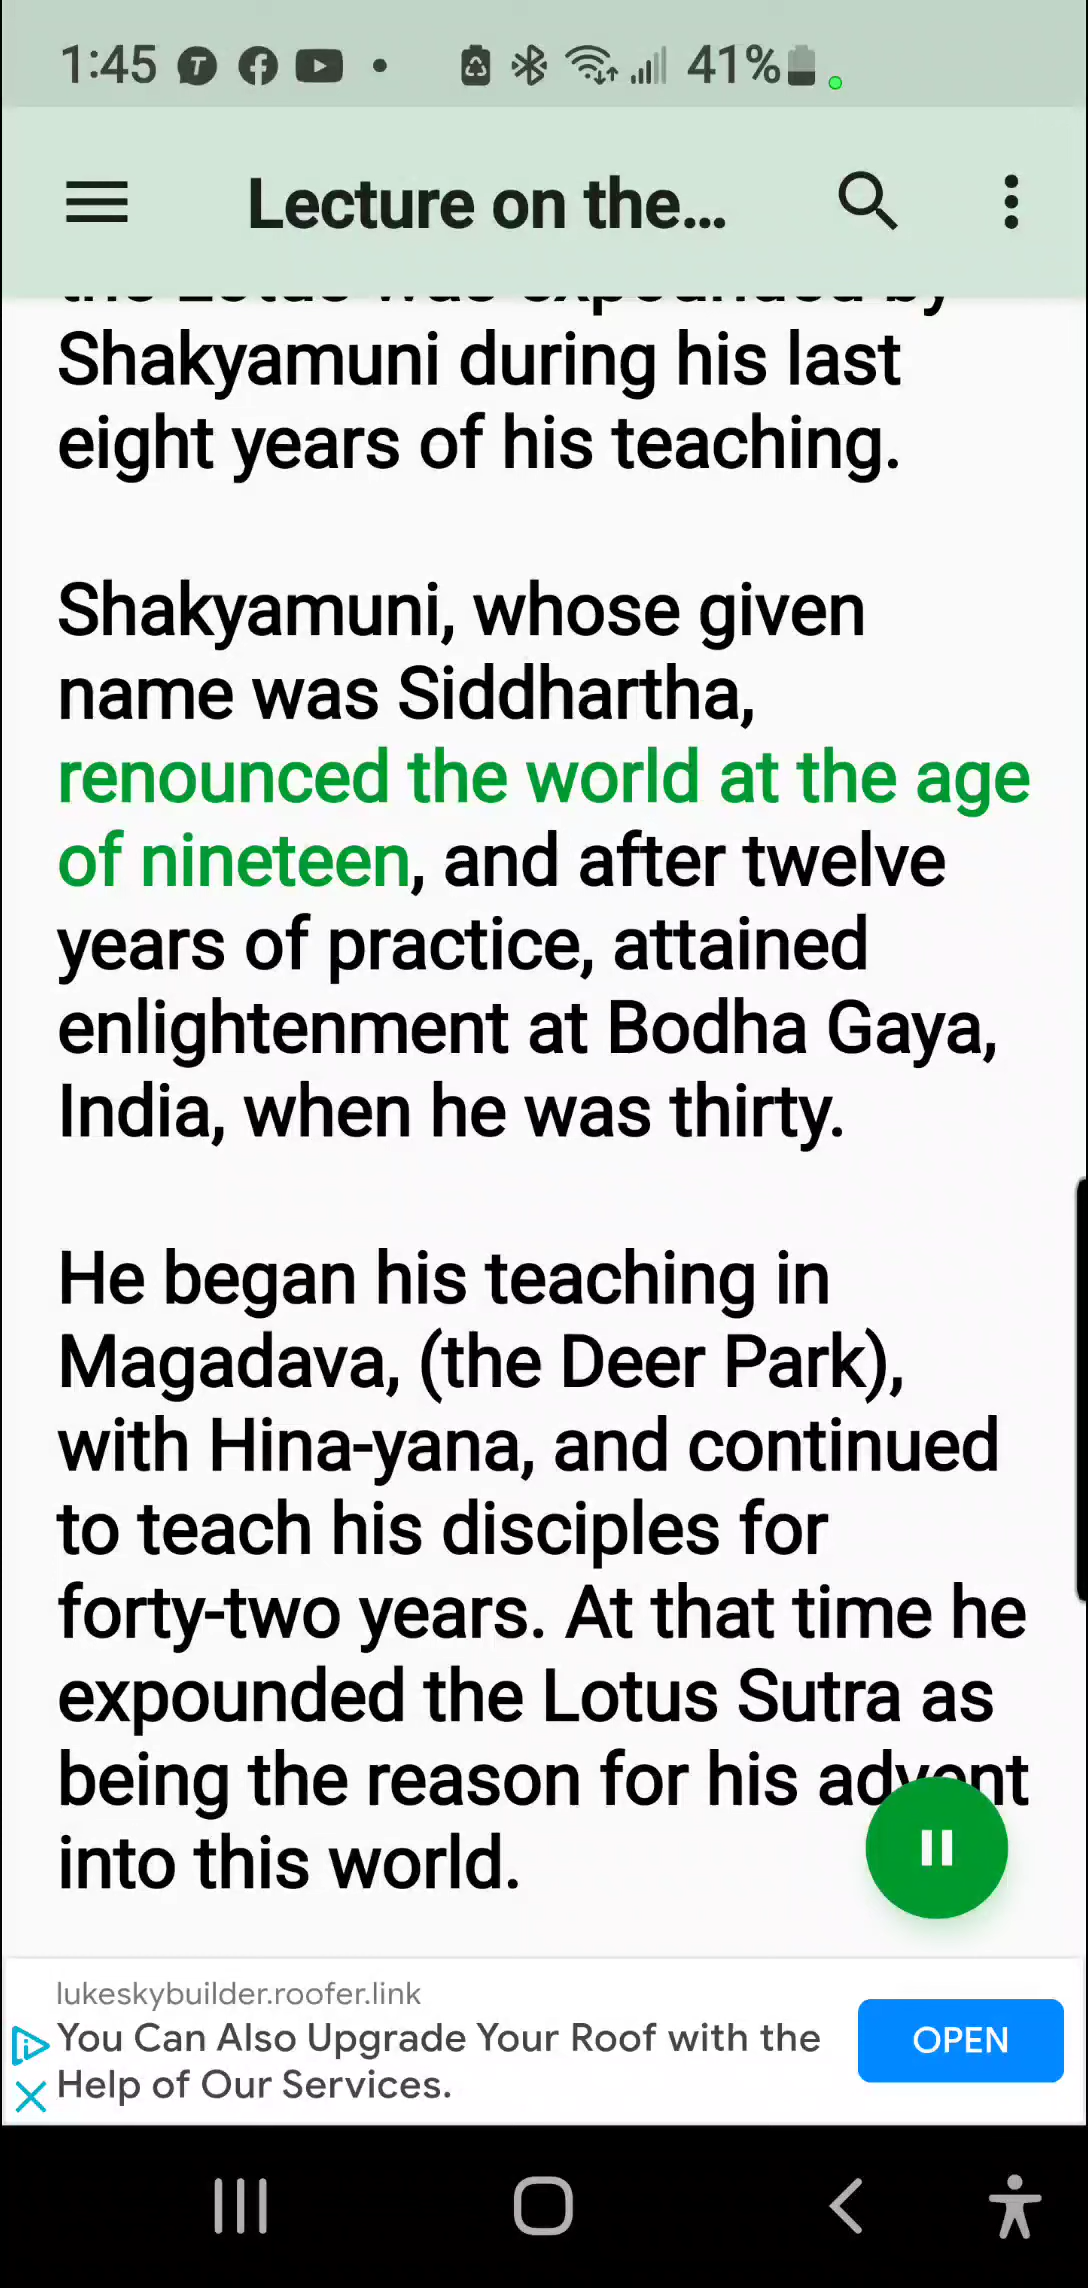 1:45
41%
Lecture on the...
the Lotus was expounded by
Shakyamuni during his last
eight years of his teaching.
Shakyamuni, whose given
name was Siddhartha,
renounced the world at the age
of nineteen, and after twelve
years of practice, attained
enlightenment at Bodha Gaya,
India, when he was thirty.
He began his teaching in
Magadava, (the Deer Park),
with Hina-yana, and continued
to teach his disciples for
forty-two years. At that time he
expounded the Lotus Sutra as
being the reason for his advent
into this world.
lukeskybuilder.roofer.link
You Can Also Upgrade Your Roof with the
Help of Our Services.
OPEN